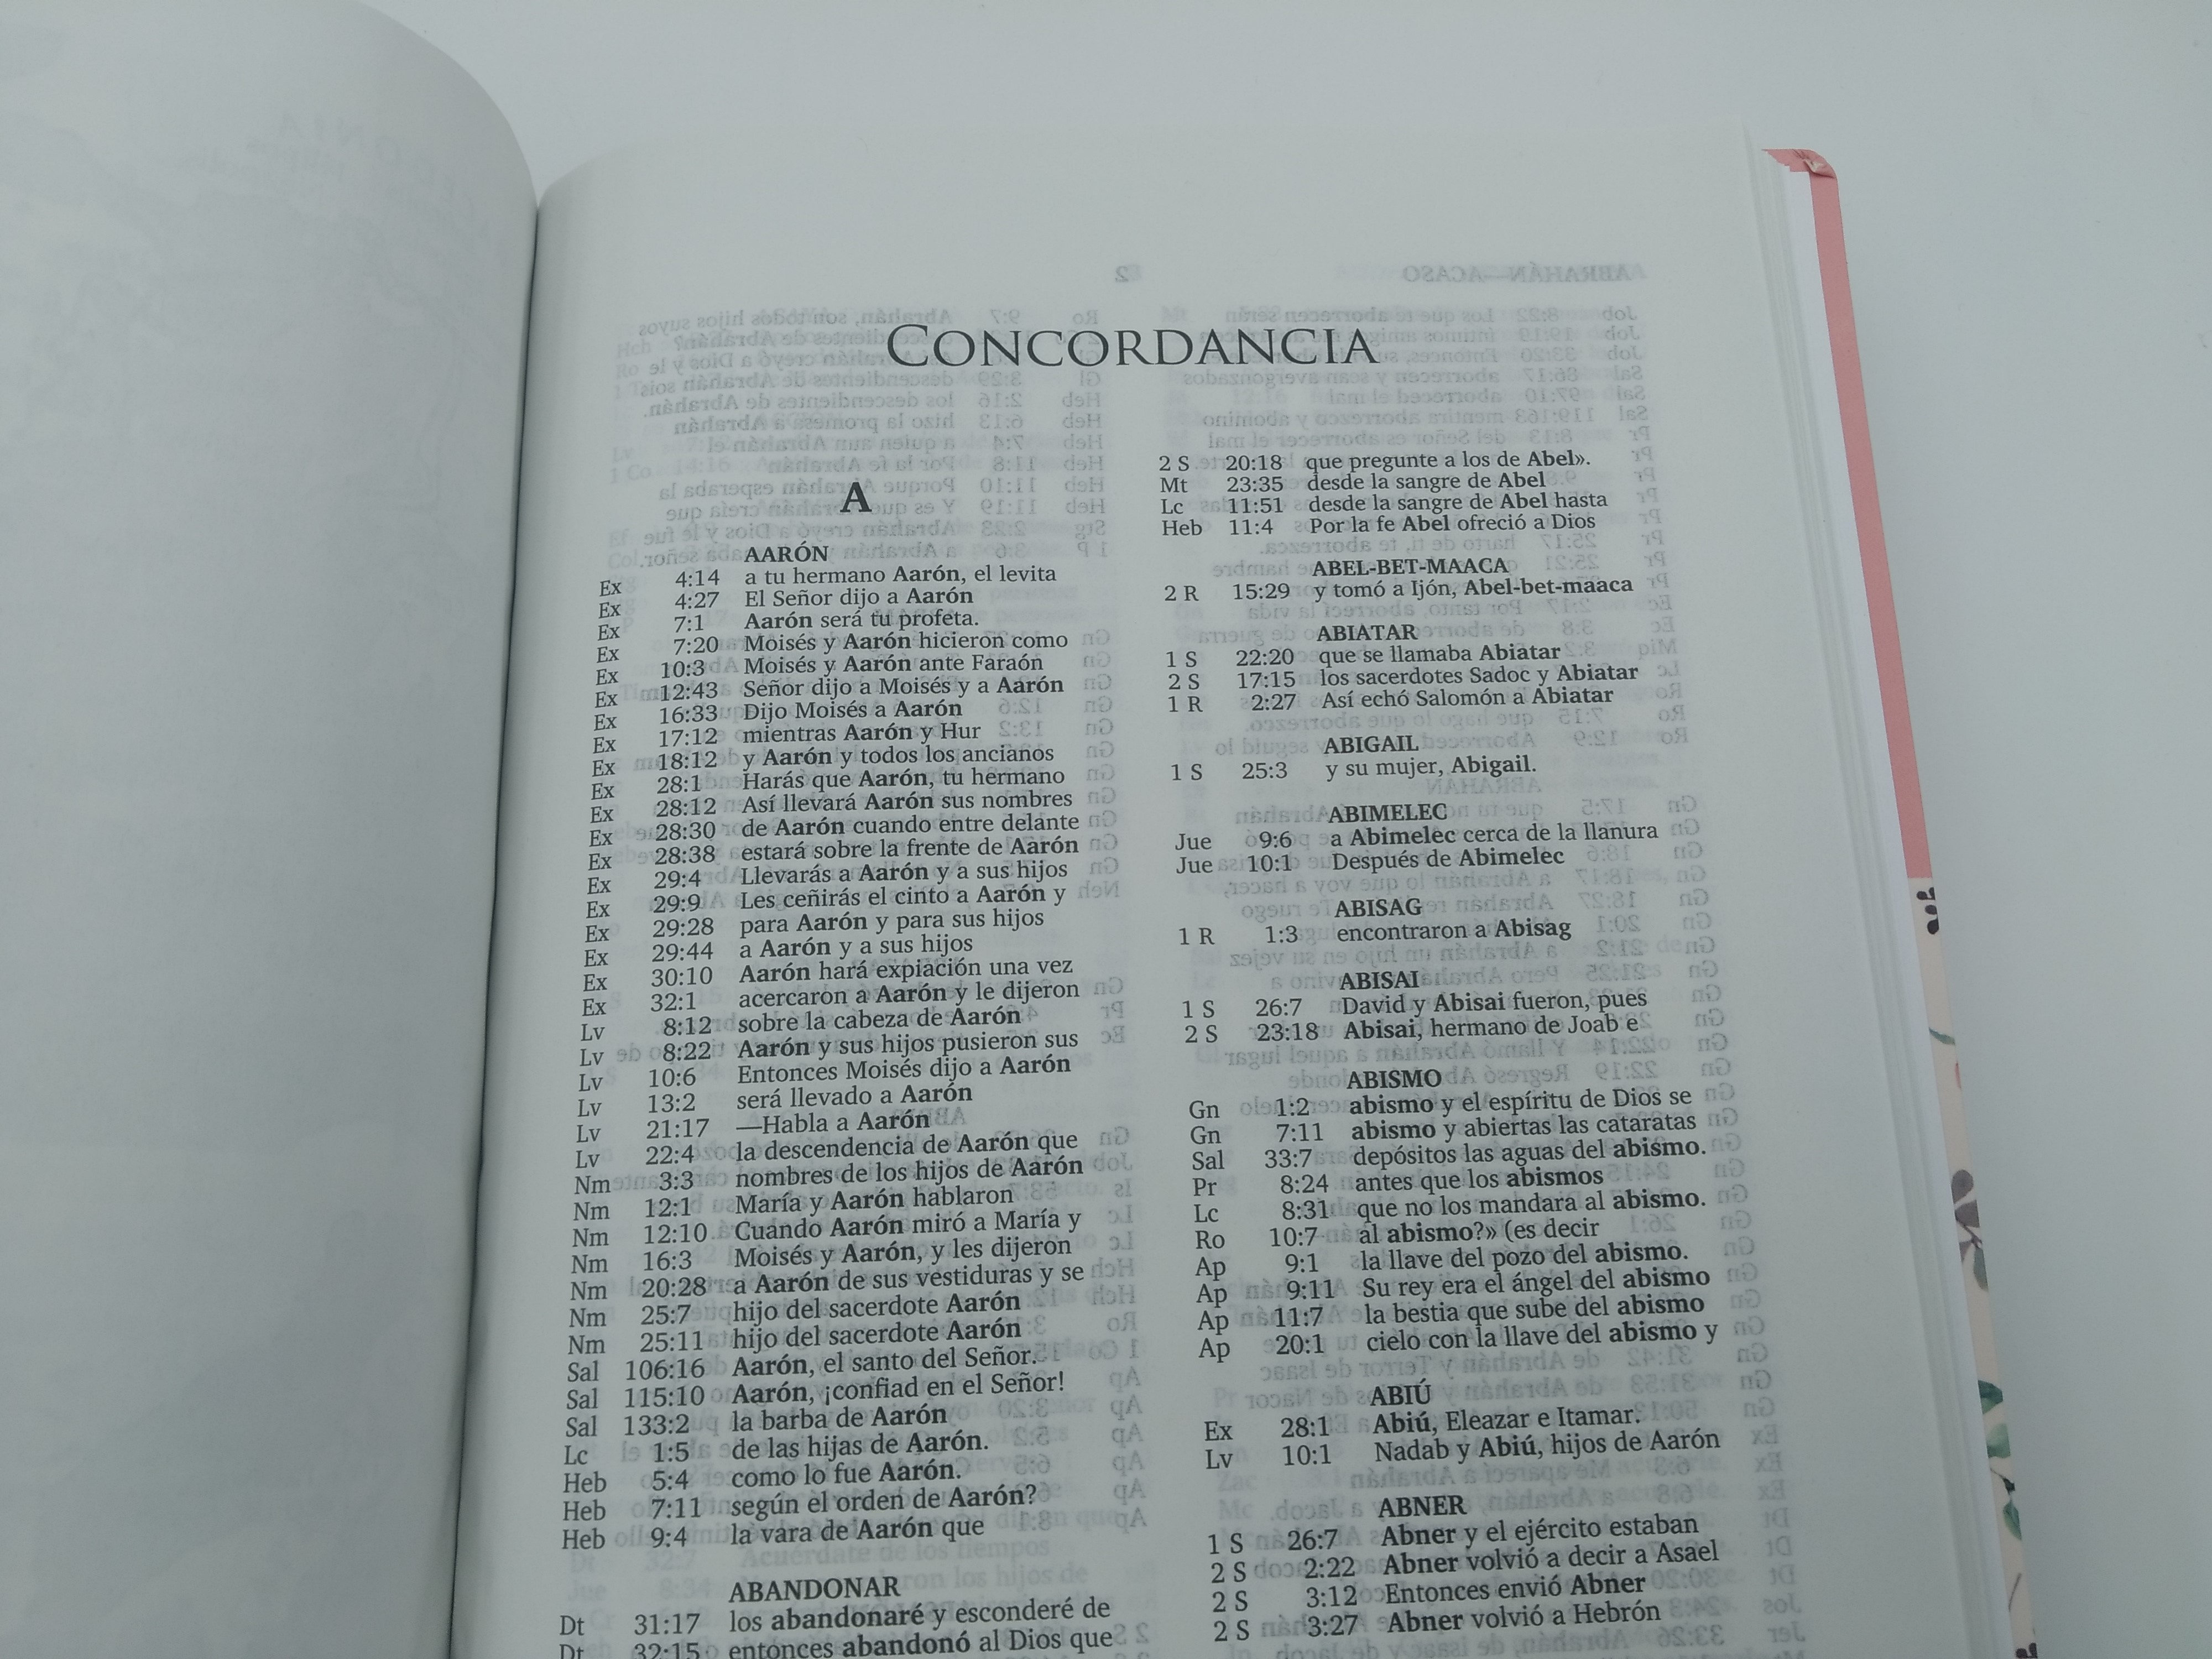 CONCORDANCIA
A
AARÓN
Ex 4:14 a tu hermano Aarón, el levita
Ex 4:27 El Señor dijo a Aarón
Ex 7:1 Aarón será tu profeta.
Ex 7:20 Moisés y Aarón hicieron como
Ex 10:3 Moisés y Aarón ante Faraón
Ex 12:43 Señor dijo a Moisés y a Aarón
Ex 16:33 Dijo Moisés a Aarón
Ex 17:12 mientras Aarón y Hur
Ex 18:12 y Aarón y todos los ancianos
Ex 28:1 Harás que Aarón, tu hermano
Ex 28:12 Así llevará Aarón sus nombres
Ex 28:30 de Aarón cuando entre delante
Ex 28:38 estará sobre la frente de Aarón
Ex 29:4 Llevarás a Aarón y a sus hijos
Ex 29:9 Les ceñirás el cinto a Aarón y
Ex 29:28 para Aarón y para sus hijos
Ex 29:44 a Aarón y a sus hijos
Ex 30:10 Aarón hará expiación una vez
Ex 32:1 acercaron a Aarón y le dijeron
Lv 8:12 sobre la cabeza de Aarón
Lv 8:22 Aarón y sus hijos pusieron sus
Lv 10:6 Entonces Moisés dijo a Aarón
Lv 13:2 será llevado a Aarón
Lv 21:17 —Habla a Aarón
Lv 22:4 la descendencia de Aarón que
Nm 3:3 nombres de los hijos de Aarón
Nm 12:1 María y Aarón hablaron
Nm 12:10 Cuando Aarón miró a María y
Nm 16:3 Moisés y Aarón, y les dijeron
Nm 20:28 a Aarón de sus vestiduras y se
Nm 25:7 hijo del sacerdote Aarón
Nm 25:11 hijo del sacerdote Aarón
Sal 106:16 Aarón, el santo del Señor.
Sal 115:10 Aarón, ¡confiad en el Señor!
Sal 133:2 la barba de Aarón
Lc 1:5 de las hijas de Aarón.
Heb 5:4 como lo fue Aarón.
Heb 7:11 según el orden de Aarón?
Heb 9:4 la vara de Aarón que
ABANDONAR
Dt 31:17 los abandonaré y esconderé de
Dt 32:15 entonces abandonó al Dios que
2 S 20:18 que pregunte a los de Abel».
Mt 23:35 desde la sangre de Abel
Lc 11:51 desde la sangre de Abel hasta
Heb 11:4 Por la fe Abel ofreció a Dios
ABEL-BET-MAACA
2 R 15:29 y tomó a Ijón, Abel-bet-maaca
ABIATAR
1 S 22:20 que se llamaba Abiatar
2 S 17:15 los sacerdotes Sadoc y Abiatar
1 R 2:27 Así echó Salomón a Abiatar
ABIGAIL
1 S 25:3 y su mujer, Abigail.
ABIMELEC
Jue 9:6 a Abimelec cerca de la llanura
Jue 10:1 Después de Abimelec
ABISAG
1 R 1:3 encontraron a Abisag
ABISAI
1 S 26:7 David y Abisai fueron, pues
2 S 23:18 Abisai, hermano de Joab e
ABISMO
Gn 1:2 abismo y el espíritu de Dios se
Gn 7:11 abismo y abiertas las cataratas
Sal 33:7 depósitos las aguas del abismo.
Pr 8:24 antes que los abismos
Lc 8:31 que no los mandara al abismo.
Ro 10:7 al abismo?» (es decir
Ap 9:1 la llave del pozo del abismo.
Ap 9:11 Su rey era el ángel del abismo
Ap 11:7 la bestia que sube del abismo
Ap 20:1 cielo con la llave del abismo y
ABIÚ
Ex 28:1 Abiú, Eleazar e Itamar.
Lv 10:1 Nadab y Abiú, hijos de Aarón
ABNER
1 S 26:7 Abner y el ejército estaban
2 S 2:22 Abner volvió a decir a Asael
2 S 3:12 Entonces envió Abner
2 S 3:27 Abner volvió a Hebrón